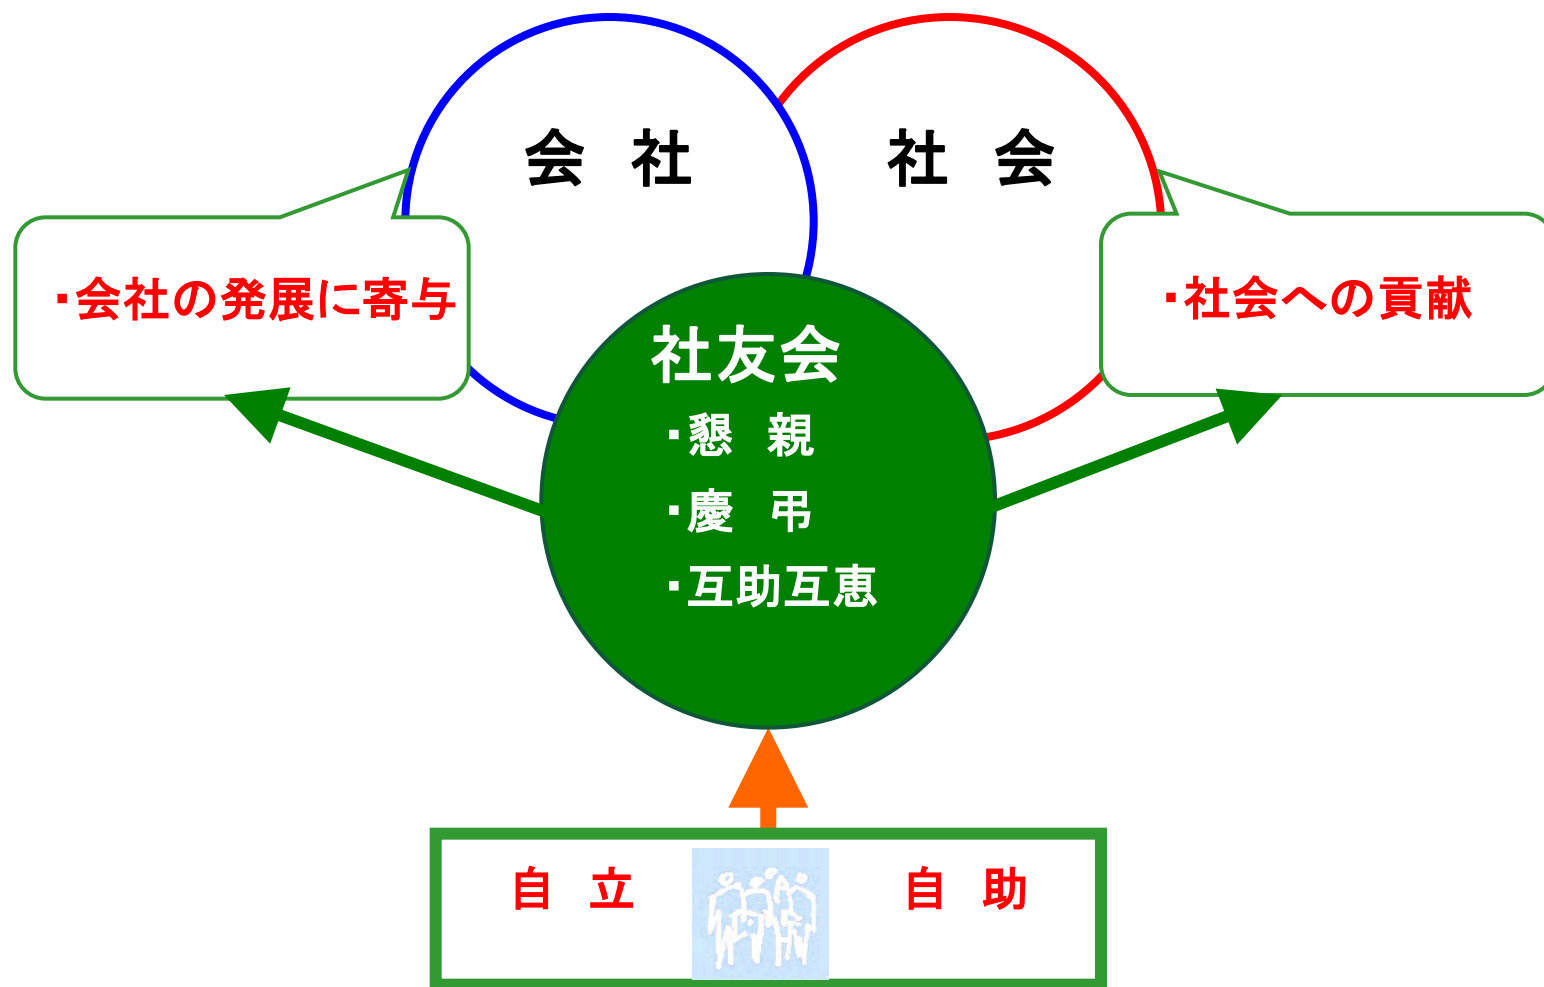 会　社
社　会
・会社の発展に寄与
・社会への貢献
社友会
・懇　親
・慶　弔
・互助互恵
自　立
自　助